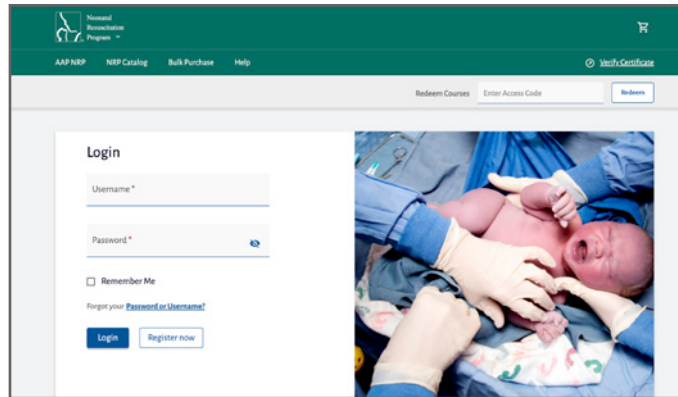 Neonatal
Resuscitation
Program
AAP NRP NRP Catalog Bulk Purchase Help Verify Certificate
Redeem Courses Enter Access Code Redeem
Login
Username *
Password *
Remember Me
Forgot your Password or Username?
Login Register now